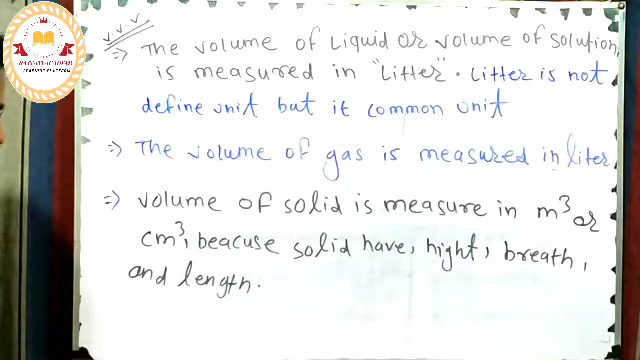 ⇒ The volume of Liquid or volume of solution
is measured in "Litter". Litter is not
define unit but it common unit
⇒ The volume of gas is measured in liter
⇒ volume of solid is measure in m³ or
cm³, beacuse solid have, hight, breath,
and length.